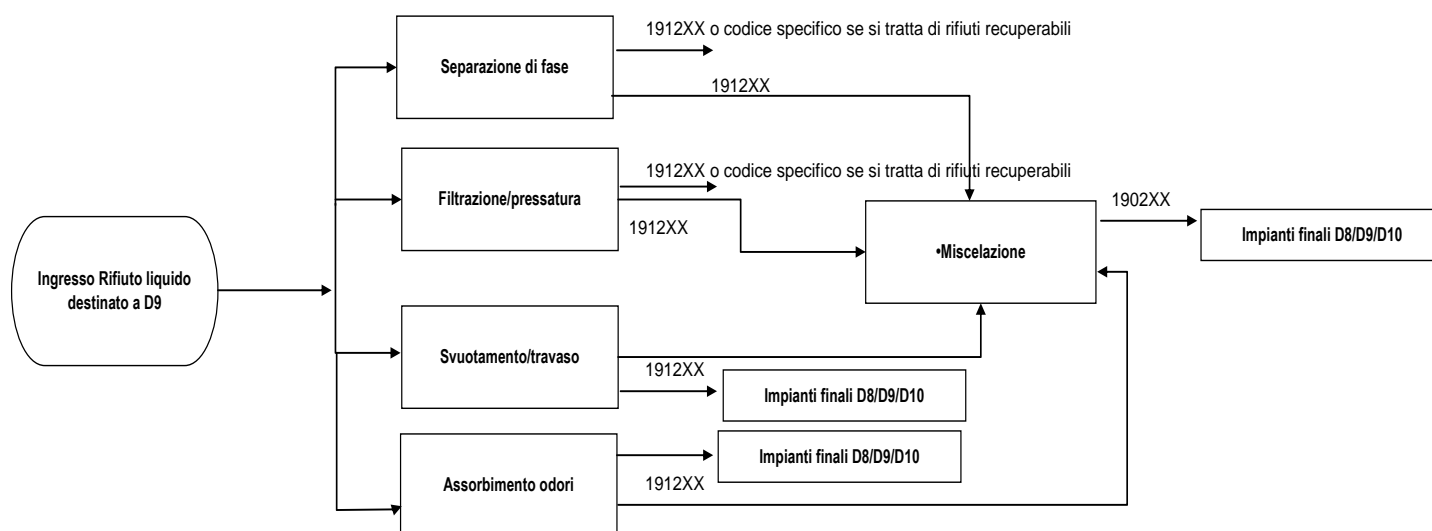 1912XX o codice specifico se si tratta di rifiuti recuperabili
Separazione di fase
1912XX
1912XX o codice specifico se si tratta di rifiuti recuperabili
Filtrazione/pressatura
1912XX
1902XX
•Miscelazione
Impianti finali D8/D9/D10
Ingresso Rifiuto liquido
destinato a D9
Svuotamento/travaso
1912XX
Impianti finali D8/D9/D10
Impianti finali D8/D9/D10
Assorbimento odori
1912XX